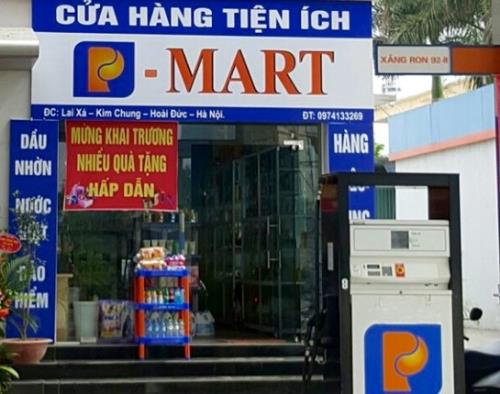 CỬA HÀNG TIỆN ÍCH
P - MART
ĐC: Lai Xá – Kim Chung – Hoài Đức – Hà Nội. ĐT: 0974133269
XĂNG RON 92-II
MỪNG KHAI TRƯƠNG
NHIỀU QUÀ TẶNG
HẤP DẪN
DẦU
NHỜN
NƯỚC
BẢO
HIỂM
HÀNG